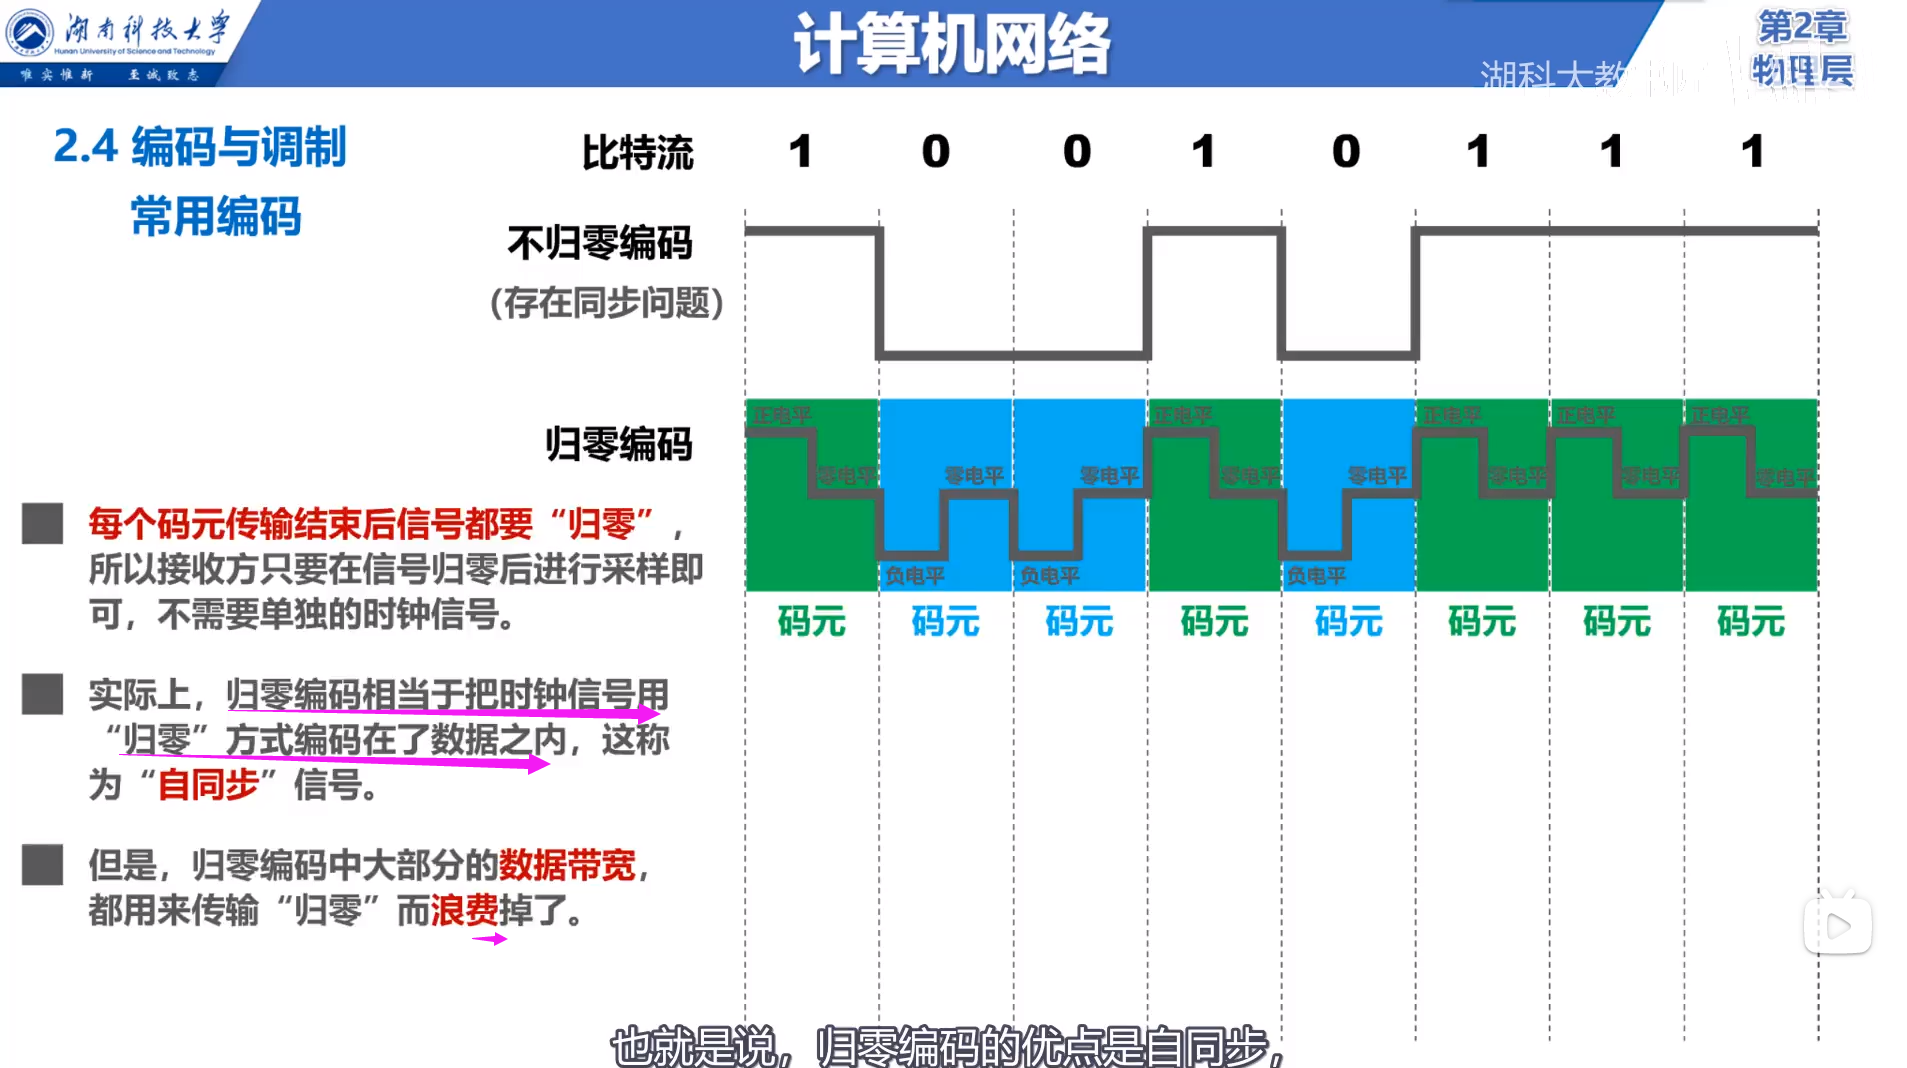 湖南科技大学
Hunan University of Science and Technology
唯实惟新 至诚致志
计算机网络
第2章
物理层
湖科大教书匠
2.4 编码与调制
常用编码
比特流 1 0 0 1 0 1 1 1
不归零编码
（存在同步问题）
归零编码
正电平 正电平 正电平 正电平 正电平
零电平 零电平 零电平 零电平 零电平 零电平 零电平 零电平
负电平 负电平 负电平
码元 码元 码元 码元 码元 码元 码元 码元
每个码元传输结束后信号都要“归零”，
所以接收方只要在信号归零后进行采样即
可，不需要单独的时钟信号。
实际上，归零编码相当于把时钟信号用
“归零”方式编码在了数据之内，这称
为“自同步”信号。
但是，归零编码中大部分的数据带宽，
都用来传输“归零”而浪费掉了。
也就是说，归零编码的优点是自同步，